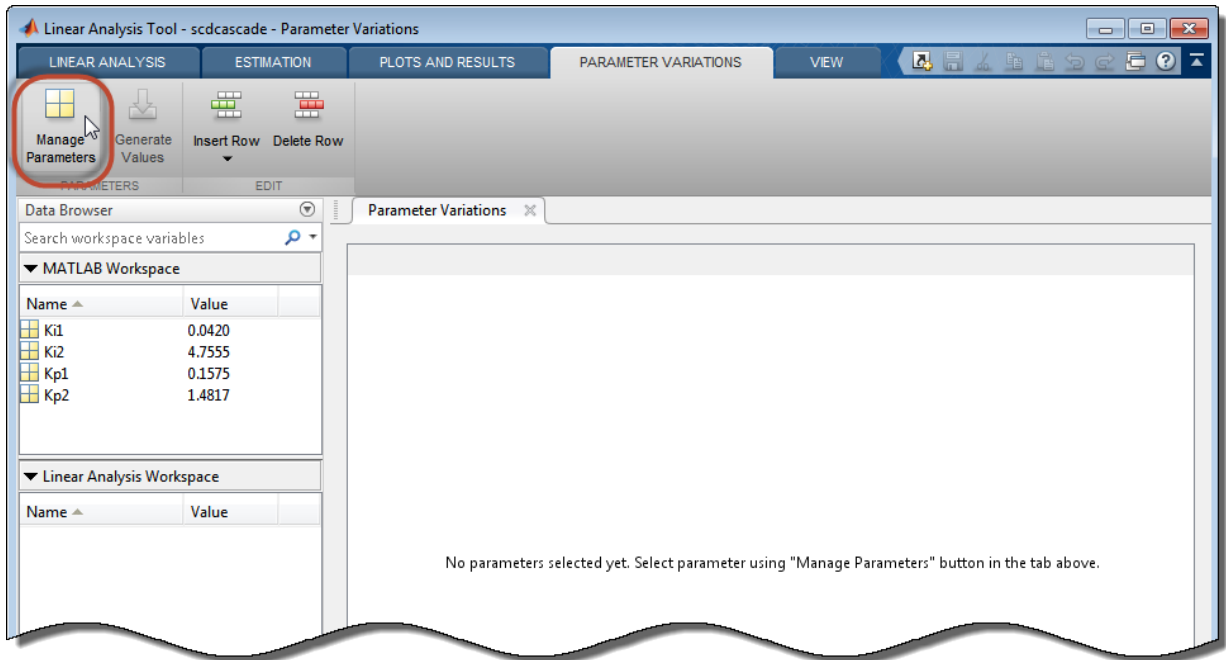 Linear Analysis Tool - scdcascade - Parameter Variations
LINEAR ANALYSIS ESTIMATION PLOTS AND RESULTS PARAMETER VARIATIONS VIEW
Manage Parameters
Generate Values
Insert Row
Delete Row
PARAMETERS EDIT
Data Browser
Search workspace variables
MATLAB Workspace
Name Value
Ki1 0.0420
Ki2 4.7555
Kp1 0.1575
Kp2 1.4817
Linear Analysis Workspace
Name Value
Parameter Variations
No parameters selected yet. Select parameter using "Manage Parameters" button in the tab above.